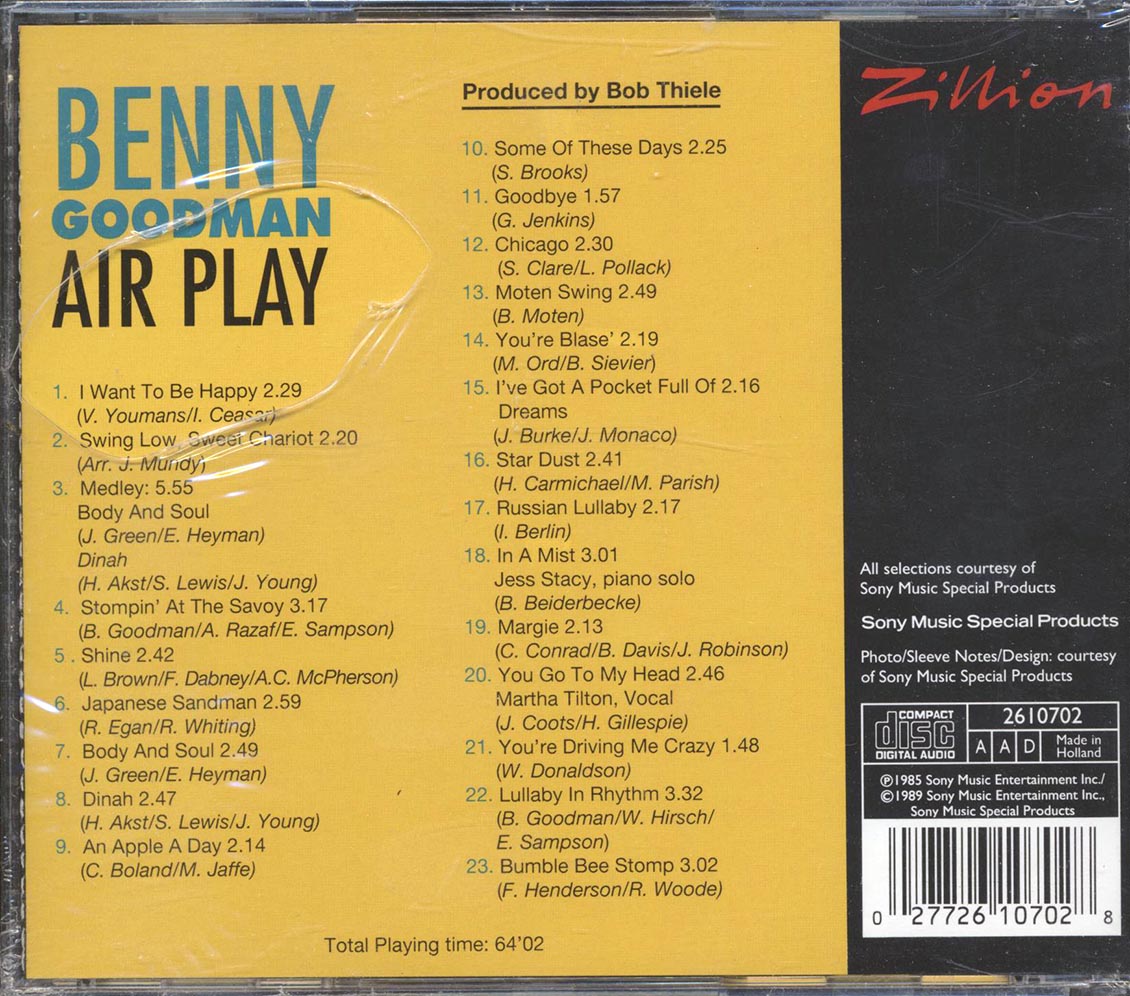 BENNY
GOODMAN
AIR PLAY
1. I Want To Be Happy 2.29
(V. Youmans/I. Ceasar)
2. Swing Low, Sweet Chariot 2.20
(Arr. J. Mundy)
3. Medley: 5.55
Body And Soul
(J. Green/E. Heyman)
Dinah
(H. Akst/S. Lewis/J. Young)
4. Stompin' At The Savoy 3.17
(B. Goodman/A. Razaf/E. Sampson)
5. Shine 2.42
(L. Brown/F. Dabney/A.C. McPherson)
6. Japanese Sandman 2.59
(R. Egan/R. Whiting)
7. Body And Soul 2.49
(J. Green/E. Heyman)
8. Dinah 2.47
(H. Akst/S. Lewis/J. Young)
9. An Apple A Day 2.14
(C. Boland/M. Jaffe)
Produced by Bob Thiele
10. Some Of These Days 2.25
(S. Brooks)
11. Goodbye 1.57
(G. Jenkins)
12. Chicago 2.30
(S. Clare/L. Pollack)
13. Moten Swing 2.49
(B. Moten)
14. You're Blase' 2.19
(M. Ord/B. Sievier)
15. I've Got A Pocket Full Of 2.16
Dreams
(J. Burke/J. Monaco)
16. Star Dust 2.41
(H. Carmichael/M. Parish)
17. Russian Lullaby 2.17
(I. Berlin)
18. In A Mist 3.01
Jess Stacy, piano solo
(B. Beiderbecke)
19. Margie 2.13
(C. Conrad/B. Davis/J. Robinson)
20. You Go To My Head 2.46
Martha Tilton, Vocal
(J. Coots/H. Gillespie)
21. You're Driving Me Crazy 1.48
(W. Donaldson)
22. Lullaby In Rhythm 3.32
(B. Goodman/W. Hirsch/
E. Sampson)
23. Bumble Bee Stomp 3.02
(F. Henderson/R. Woode)
Total Playing time: 64'02
Zillion
All selections courtesy of
Sony Music Special Products
Sony Music Special Products
Photo/Sleeve Notes/Design: courtesy
of Sony Music Special Products
COMPACT
disc
DIGITAL AUDIO
2610702
A A D
Made in
Holland
℗1985 Sony Music Entertainment Inc./
©1989 Sony Music Entertainment Inc.,
Sony Music Special Products
0 27726 10702 8